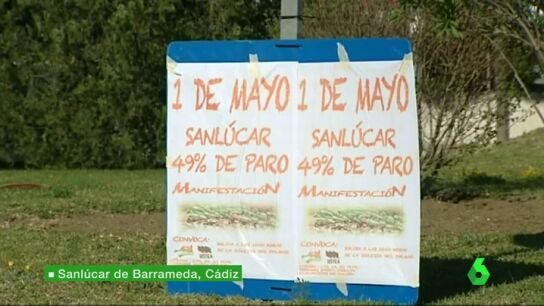 1 DE MAYO
SANLÚCAR
49% DE PARO
MANIFESTACIÓN
CONVOCA:
USTEA
1 DE MAYO
SANLÚCAR
49% DE PARO
MANIFESTACIÓN
CONVOCA:
Sanlúcar de Barrameda, Cádiz
6